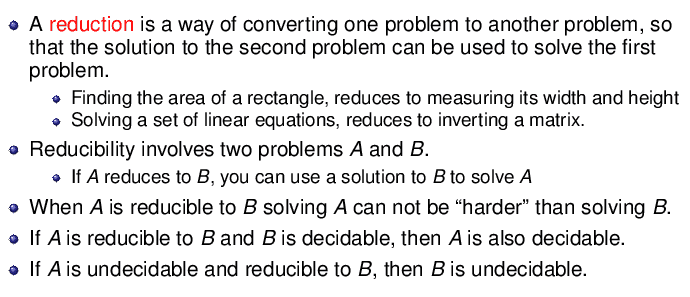 A reduction is a way of converting one problem to another problem, so
that the solution to the second problem can be used to solve the first
problem.
Finding the area of a rectangle, reduces to measuring its width and height
Solving a set of linear equations, reduces to inverting a matrix.
Reducibility involves two problems A and B.
If A reduces to B, you can use a solution to B to solve A
When A is reducible to B solving A can not be “harder” than solving B.
If A is reducible to B and B is decidable, then A is also decidable.
If A is undecidable and reducible to B, then B is undecidable.